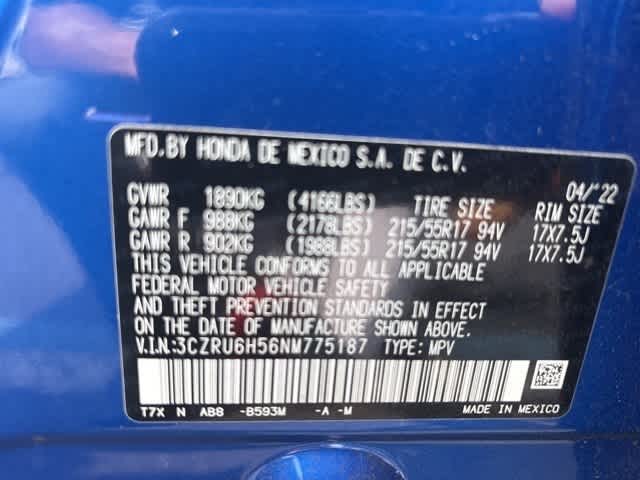 MFD.BY HONDA DE MEXICO S.A. DE C.V.
04/'22
GVWR 1890KG (4166LBS) TIRE SIZE RIM SIZE
GAWR F 988KG (2178LBS) 215/55R17 94V 17X7.5J
GAWR R 902KG (1988LBS) 215/55R17 94V 17X7.5J
THIS VEHICLE CONFORMS TO ALL APPLICABLE
FEDERAL MOTOR VEHICLE SAFETY
AND THEFT PREVENTION STANDARDS IN EFFECT
ON THE DATE OF MANUFACTURE SHOWN ABOVE.
V.I.N:3CZRU6H56NM775187 TYPE: MPV
T7X N AB8 -B593M -A -M
MADE IN MEXICO